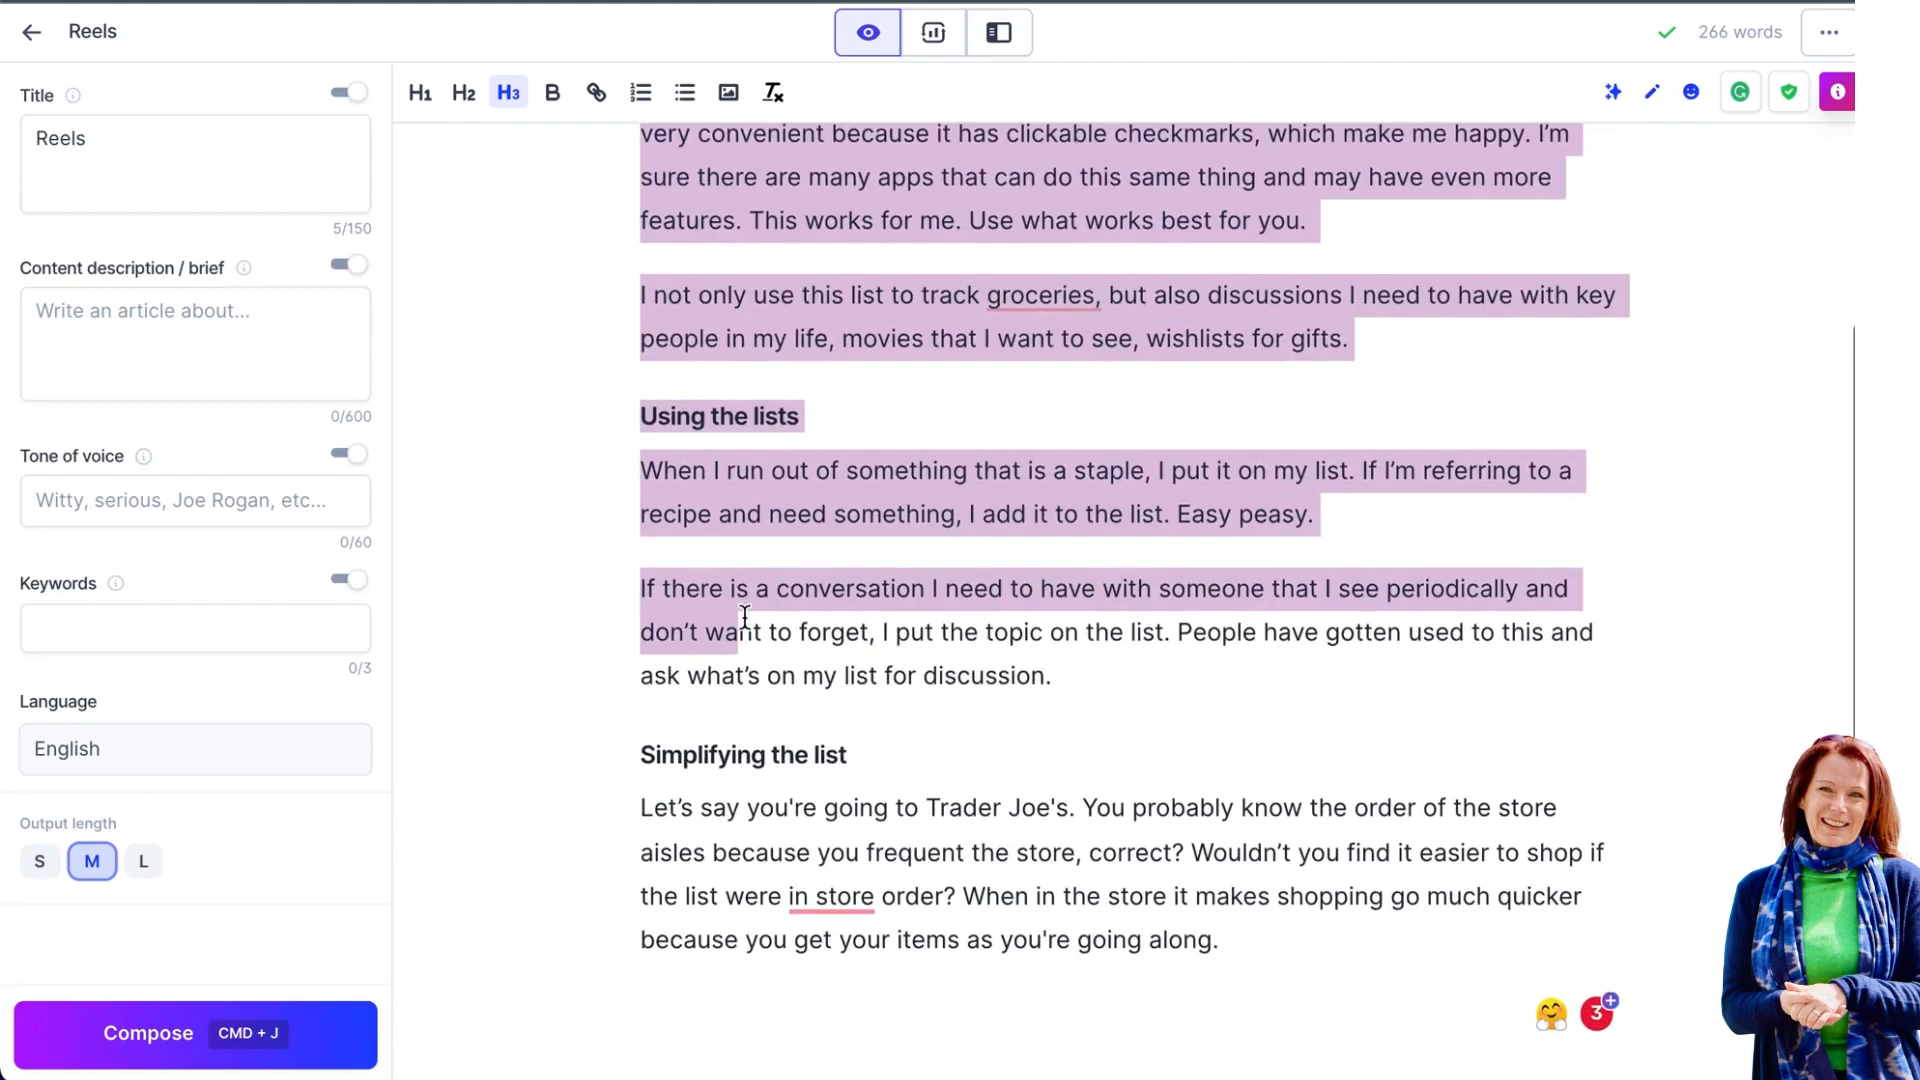 Reels
266 words
Title
Reels
5/150
Content description / brief
Write an article about...
0/600
Tone of voice
Witty, serious, Joe Rogan, etc...
0/60
Keywords
0/3
Language
English
Output length
S M L
Compose CMD + J
H1 H2 H3 B
very convenient because it has clickable checkmarks, which make me happy. I’m
sure there are many apps that can do this same thing and may have even more
features. This works for me. Use what works best for you.
I not only use this list to track groceries, but also discussions I need to have with key
people in my life, movies that I want to see, wishlists for gifts.
Using the lists
When I run out of something that is a staple, I put it on my list. If I’m referring to a
recipe and need something, I add it to the list. Easy peasy.
If there is a conversation I need to have with someone that I see periodically and
don’t want to forget, I put the topic on the list. People have gotten used to this and
ask what’s on my list for discussion.
Simplifying the list
Let’s say you're going to Trader Joe's. You probably know the order of the store
aisles because you frequent the store, correct? Wouldn’t you find it easier to shop if
the list were in store order? When in the store it makes shopping go much quicker
because you get your items as you're going along.
3